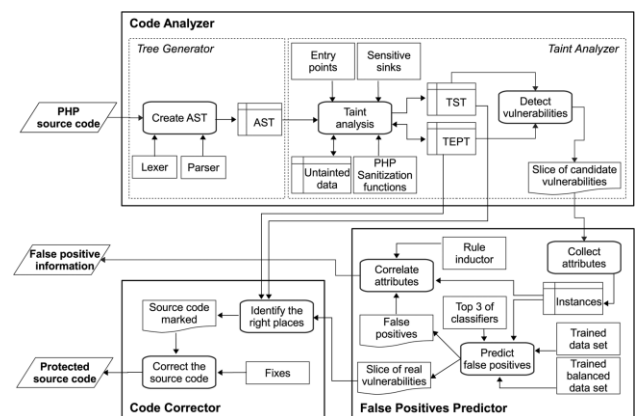 Code Analyzer
Tree Generator
Taint Analyzer
Entry
points
Sensitive
sinks
PHP
source code
Create AST
AST
Taint
analysis
TST
TEPT
Detect
vulnerabilities
Lexer
Parser
Untainted
data
PHP
Sanitization
functions
Slice of candidate
vulnerabilities
False positive
information
Rule
inductor
Collect
attributes
Correlate
attributes
Instances
Source code
marked
Identify the
right places
False
positives
Top 3 of
classifiers
Predict
false positives
Trained
data set
Protected
source code
Correct the
source code
Fixes
Slice of real
vulnerabilities
Trained
balanced
data set
Code Corrector
False Positives Predictor